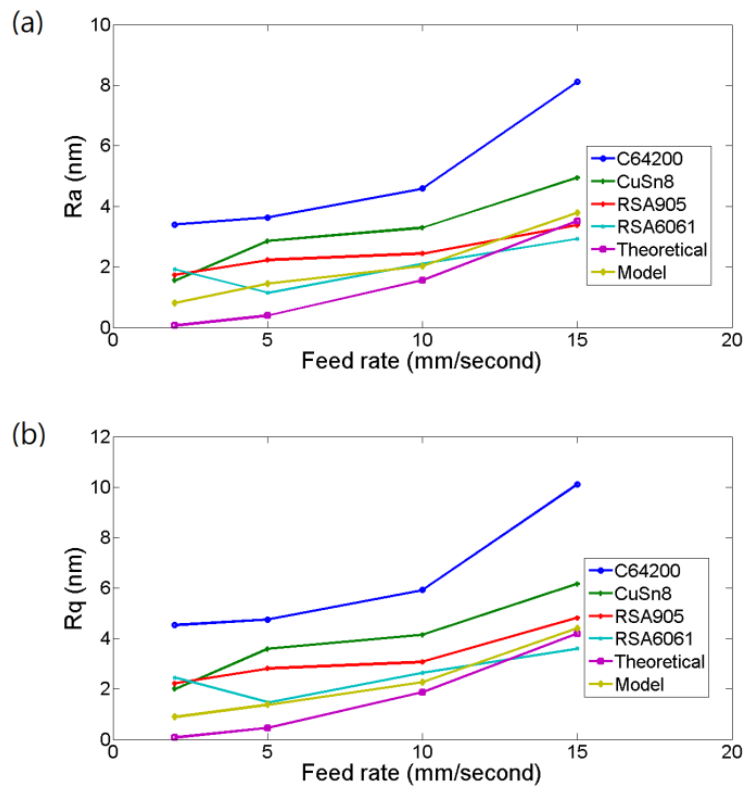 (a)
10
8
6
4
2
0
Ra (nm)
C64200
CuSn8
RSA905
RSA6061
Theoretical
Model
0 5 10 15 20
Feed rate (mm/second)
(b)
12
10
8
6
4
2
0
Rq (nm)
C64200
CuSn8
RSA905
RSA6061
Theoretical
Model
0 5 10 15 20
Feed rate (mm/second)